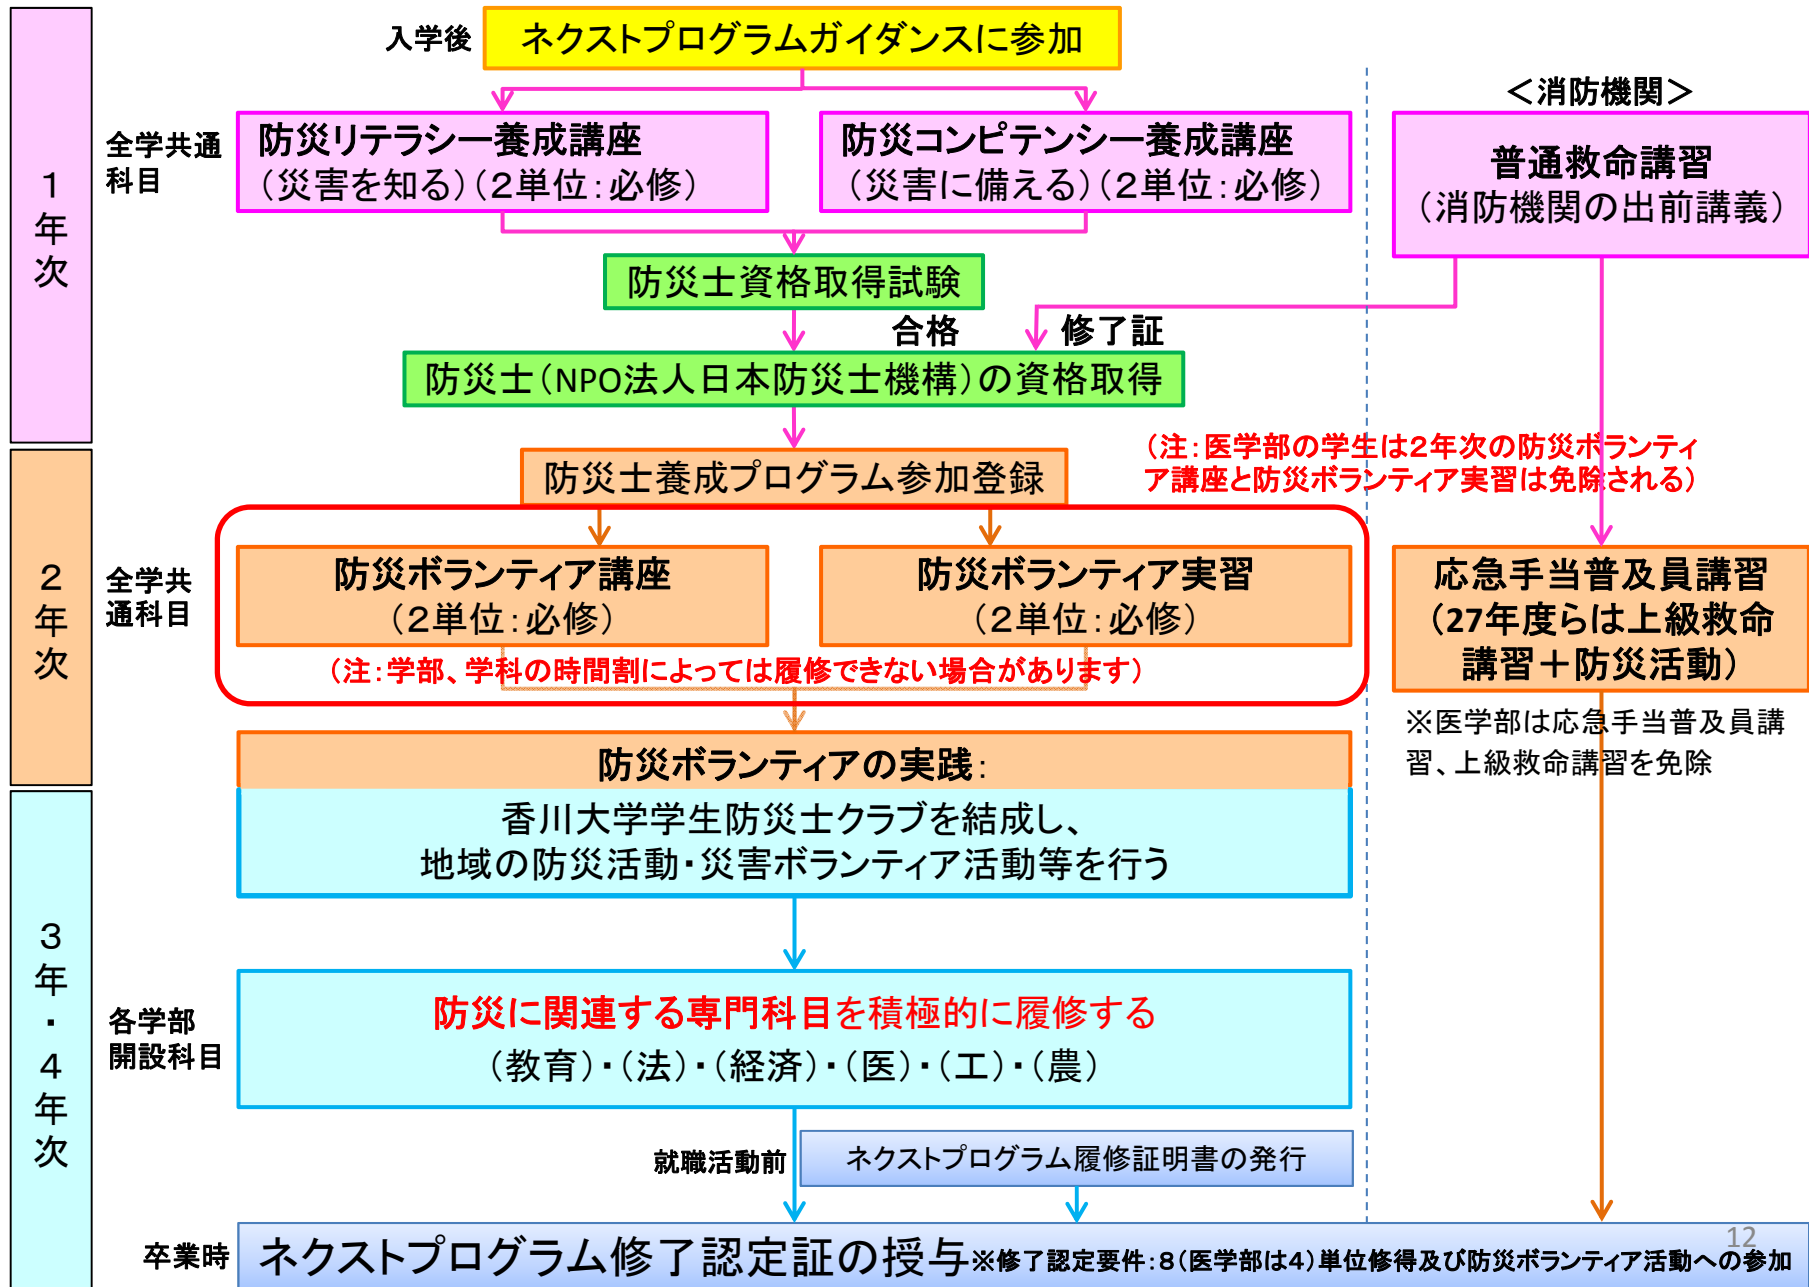 入学後
ネクストプログラムガイダンスに参加
1
年
次
全学共通
科目
防災リテラシー養成講座
(災害を知る)(2単位:必修)
防災コンピテンシー養成講座
(災害に備える)(2単位:必修)
<消防機関>
普通救命講習
(消防機関の出前講義)
防災士資格取得試験
合格
修了証
防災士(NPO法人日本防災士機構)の資格取得
2
年
次
防災士養成プログラム参加登録
(注:医学部の学生は2年次の防災ボランティ
ア講座と防災ボランティア実習は免除される)
全学共
通科目
防災ボランティア講座
(2単位:必修)
防災ボランティア実習
(2単位:必修)
(注:学部、学科の時間割によっては履修できない場合があります)
応急手当普及員講習
(27年度らは上級救命
講習+防災活動)
※医学部は応急手当普及員講
習、上級救命講習を免除
防災ボランティアの実践:
香川大学学生防災士クラブを結成し、
地域の防災活動・災害ボランティア活動等を行う
3
年
・
4
年
次
各学部
開設科目
防災に関連する専門科目を積極的に履修する
(教育)・(法)・(経済)・(医)・(工)・(農)
就職活動前
ネクストプログラム履修証明書の発行
卒業時
ネクストプログラム修了認定証の授与※修了認定要件:8(医学部は4)単位修得及び防災ボランティア活動への参加
12